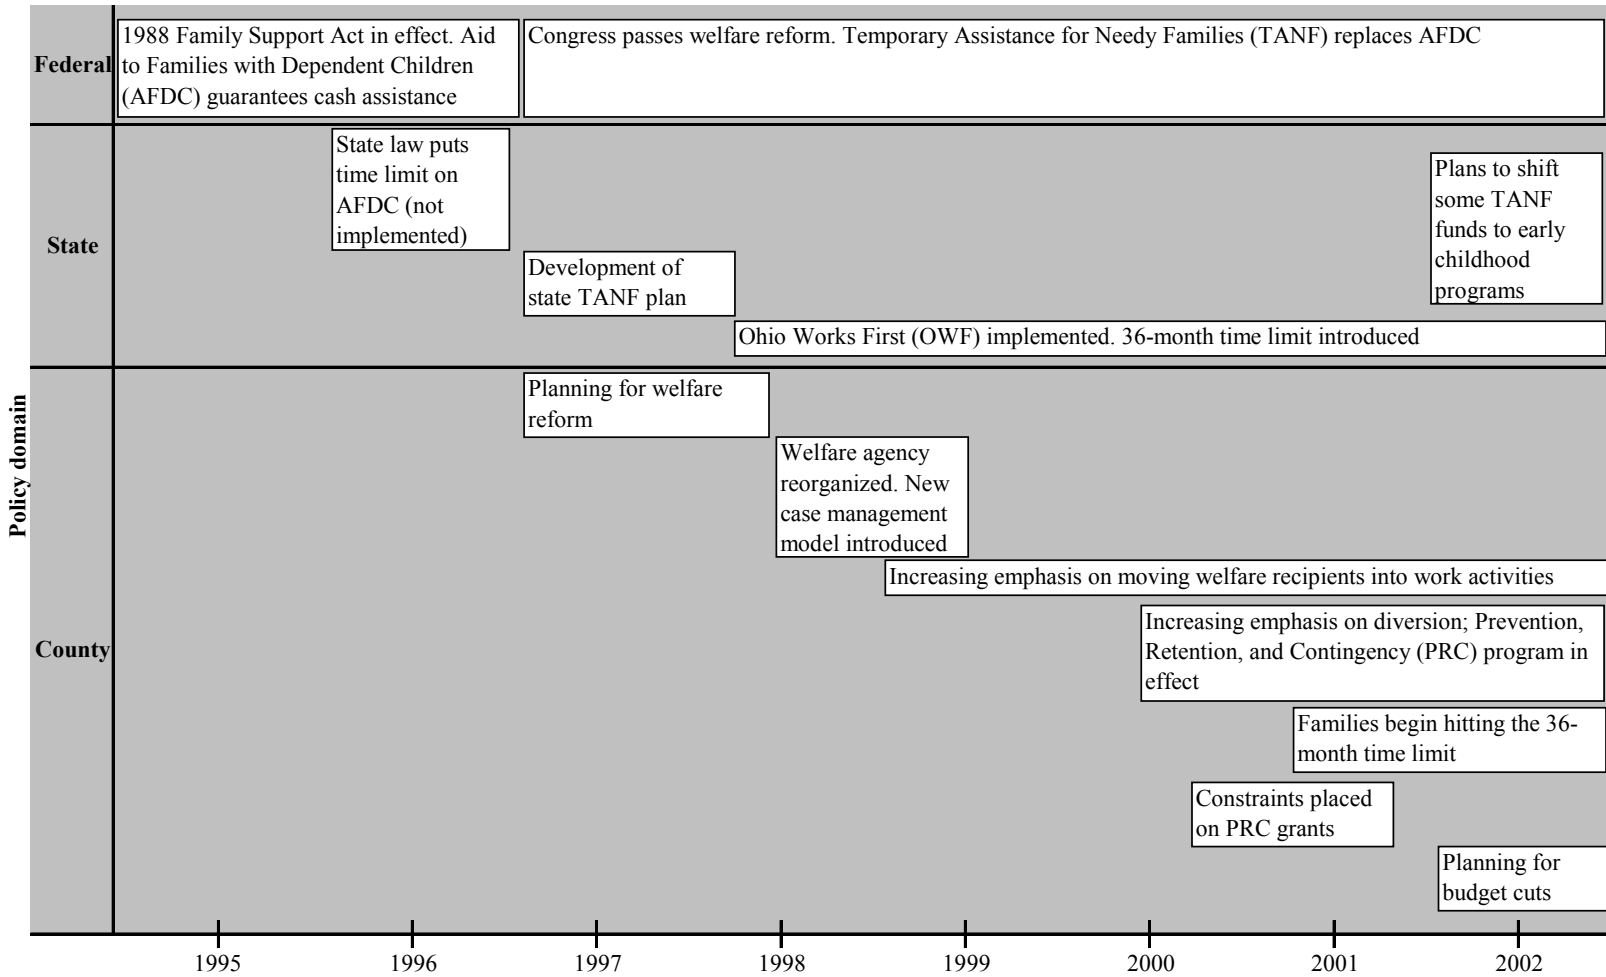 1988 Family Support Act in effect. Aid
to Families with Dependent Children
(AFDC) guarantees cash assistance
Congress passes welfare reform. Temporary Assistance for Needy Families (TANF) replaces AFDC
Federal
State law puts
time limit on
AFDC (not
implemented)
Plans to shift
some TANF
funds to early
childhood
programs
State
Development of
state TANF plan
Ohio Works First (OWF) implemented. 36-month time limit introduced
Policy domain
Planning for welfare
reform
Welfare agency
reorganized. New
case management
model introduced
Increasing emphasis on moving welfare recipients into work activities
County
Increasing emphasis on diversion; Prevention,
Retention, and Contingency (PRC) program in
effect
Families begin hitting the 36-
month time limit
Constraints placed
on PRC grants
Planning for
budget cuts
1995 1996 1997 1998 1999 2000 2001 2002